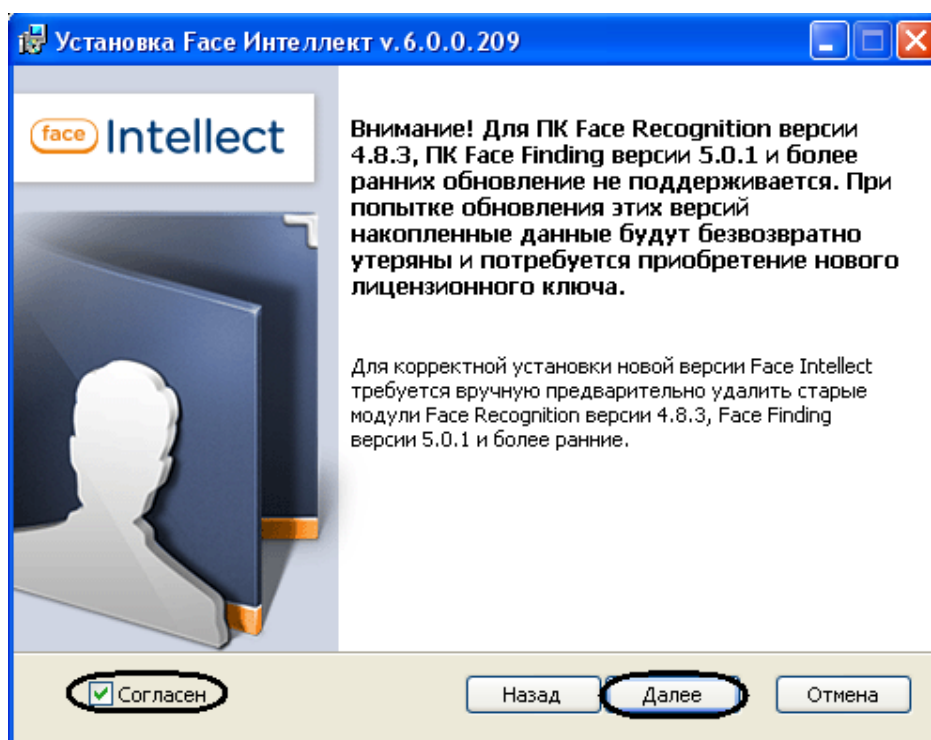 Установка Face Интеллект v.6.0.0.209
face Intellect
Внимание! Для ПК Face Recognition версии
4.8.3, ПК Face Finding версии 5.0.1 и более
ранних обновление не поддерживается. При
попытке обновления этих версий
накопленные данные будут безвозвратно
утеряны и потребуется приобретение нового
лицензионного ключа.
Для корректной установки новой версии Face Intellect
требуется вручную предварительно удалить старые
модули Face Recognition версии 4.8.3, Face Finding
версии 5.0.1 и более ранние.
Согласен
Назад
Далее
Отмена